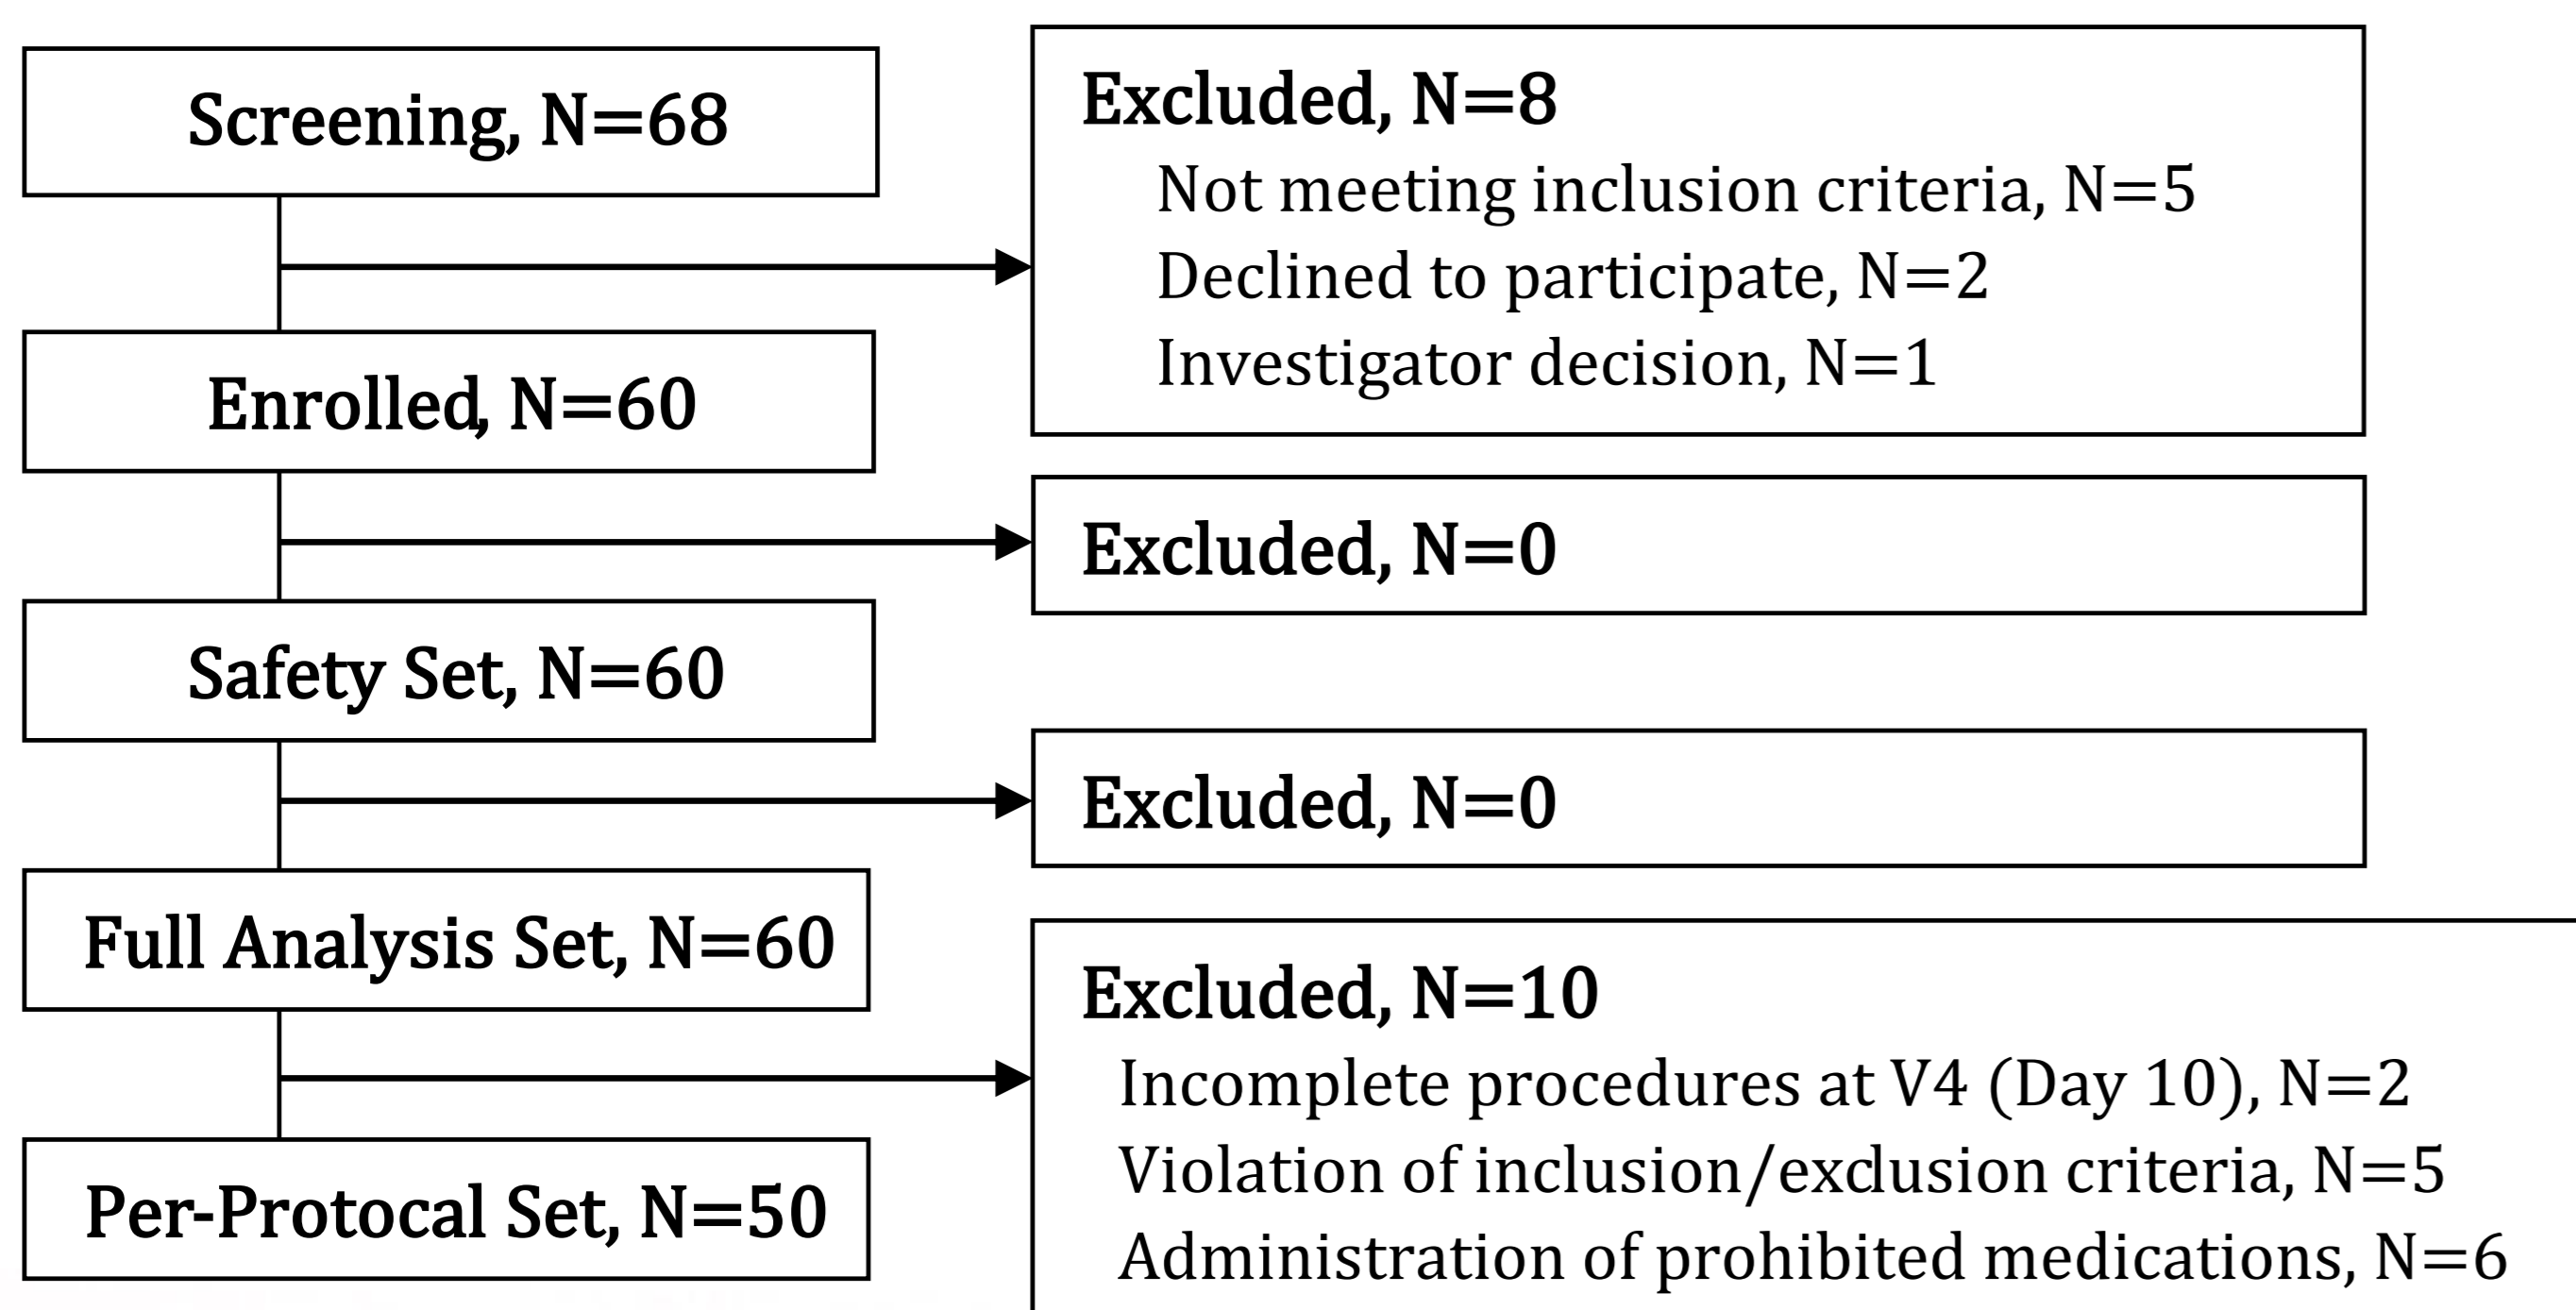 Screening, N=68
Excluded, N=8
Not meeting inclusion criteria, N=5
Declined to participate, N=2
Investigator decision, N=1
Enrolled, N=60
Excluded, N=0
Safety Set, N=60
Excluded, N=0
Full Analysis Set, N=60
Excluded, N=10
Incomplete procedures at V4 (Day 10), N=2
Violation of inclusion/exclusion criteria, N=5
Administration of prohibited medications, N=6
Per-Protocal Set, N=50